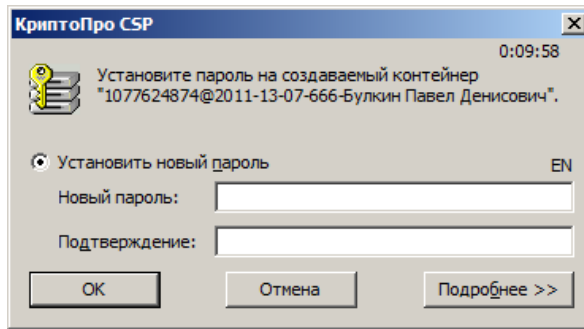 КриптоПро CSP
0:09:58
Установите пароль на создаваемый контейнер
"1077624874@2011-13-07-666-Булкин Павел Денисович".
Установить новый пароль
EN
Новый пароль:
Подтверждение:
ОК
Отмена
Подробнее >>